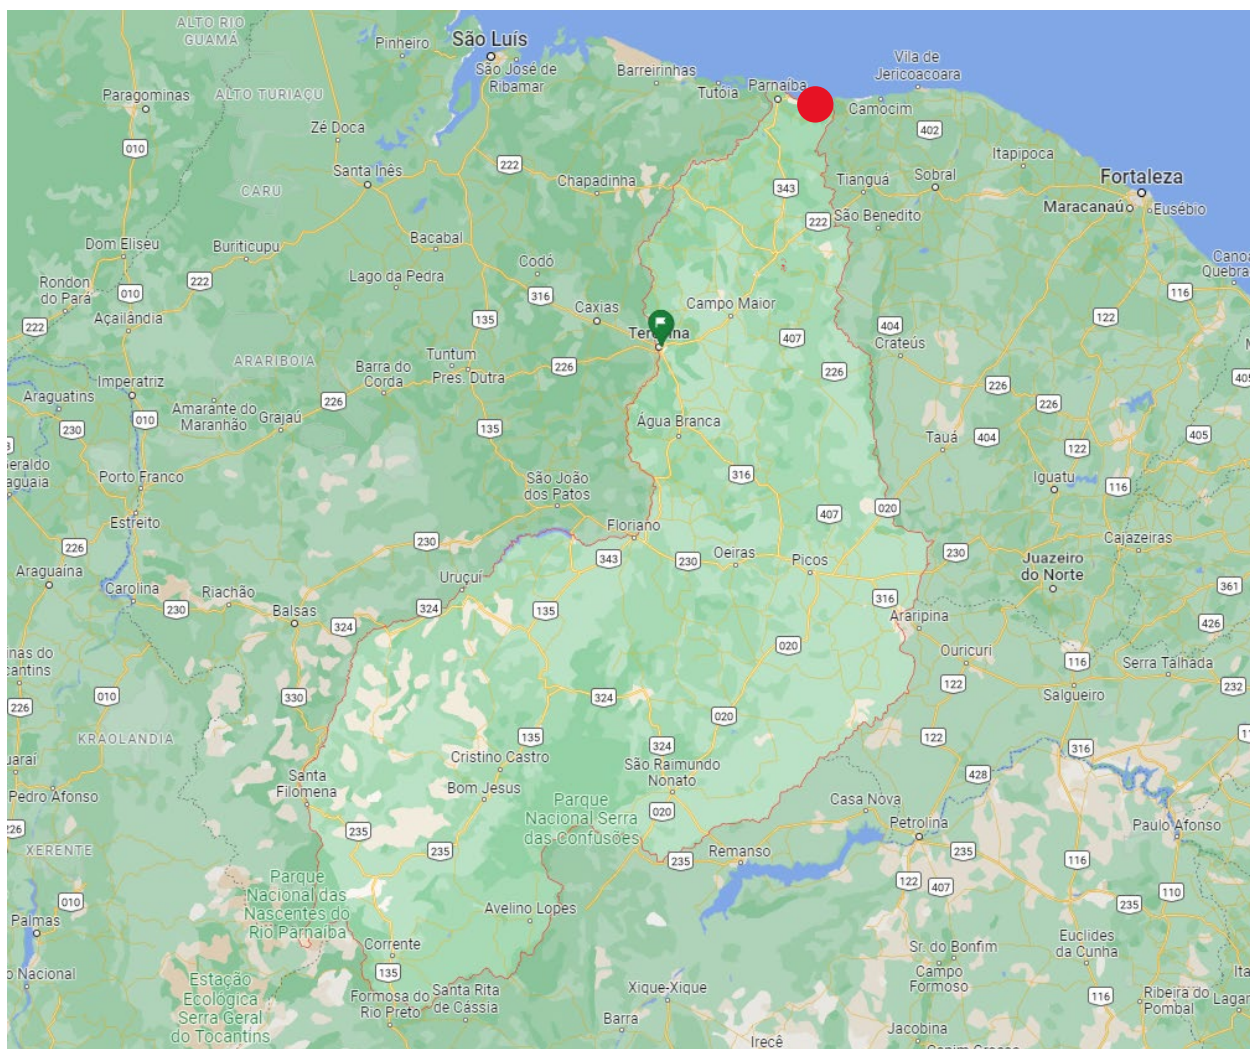 ALTO RIO
GUAMÁ
Pinheiro
São Luís
São José de
Ribamar
Barreirinhas
Tutóia
Parnaíba
Vila de
Jericoacoara
Camocim
Paragominas
ALTO TURIAÇU
Zé Doca
402
010
222
Itapipoca
Santa Inês
Chapadinha
343
Tianguá
Sobral
Fortaleza
CARU
Maracanaú
Eusébio
222
São Benedito
Dom Eliseu
Buriticupu
Bacabal
Codó
Lago da Pedra
Rondon
do Pará
010
222
316
Canoa
Quebrada
116
222
Açailândia
135
Caxias
Campo Maior
122
404
Crateús
407
ARARIBOIA
Tuntum
Pres. Dutra
226
Barra do
Corda
226
Imperatriz
Araguatins
226
226
405
010
Amarante do
Maranhão
Grajaú
226
230
135
Água Branca
Tauá
404
122
405
Porto Franco
São João
dos Patos
316
Iguatu
116
Estreito
407
020
Floriano
226
230
343
230
Oeiras
Picos
230
Cajazeiras
Araguaína
Juazeiro
do Norte
Carolina
230
Riachão
Uruçuí
361
Balsas
324
324
135
316
Araripina
426
020
Ouricuri
116
Serra Talhada
122
Salgueiro
232
226
010
330
324
020
KRAOLANDIA
135
324
122
316
Cristino Castro
São Raimundo
Nonato
428
Santa
Filomena
Bom Jesus
Pedro Afonso
Parque
Nacional Serra
das Confusões
020
Casa Nova
Petrolina
Paulo Afonso
235
XERENTE
235
235
Remanso
235
116
Parque
Nacional das
Nascentes do
Rio Parnaíba
122
407
110
010
235
Avelino Lopes
Palmas
Corrente
Sr. do Bonfim
Euclides
da Cunha
135
Campo
Formoso
Estação
Ecológica
Serra Geral
do Tocantins
Formosa do
Rio Preto
Santa Rita
de Cássia
Xique-Xique
116
Ribeira do
Pombal
Barra
Jacobina
Irecê